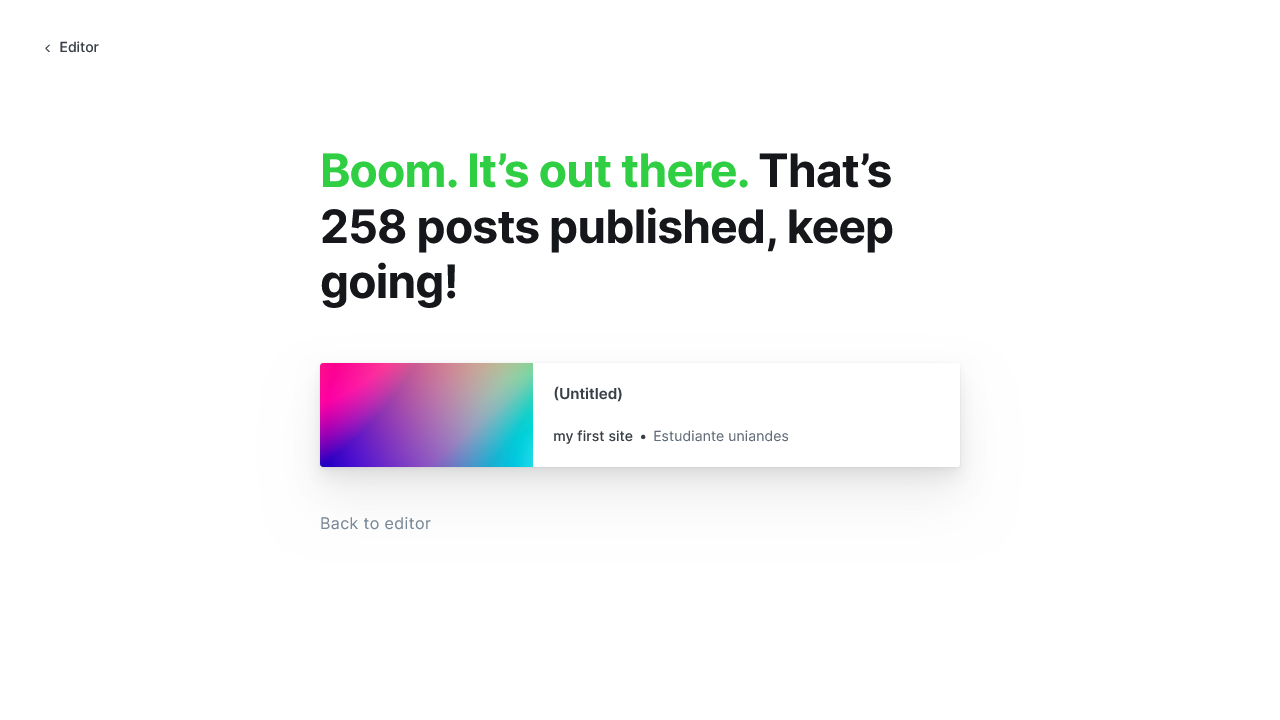 Editor
Boom. It’s out there. That’s
258 posts published, keep
going!
(Untitled)
my first site • Estudiante uniandes
Back to editor